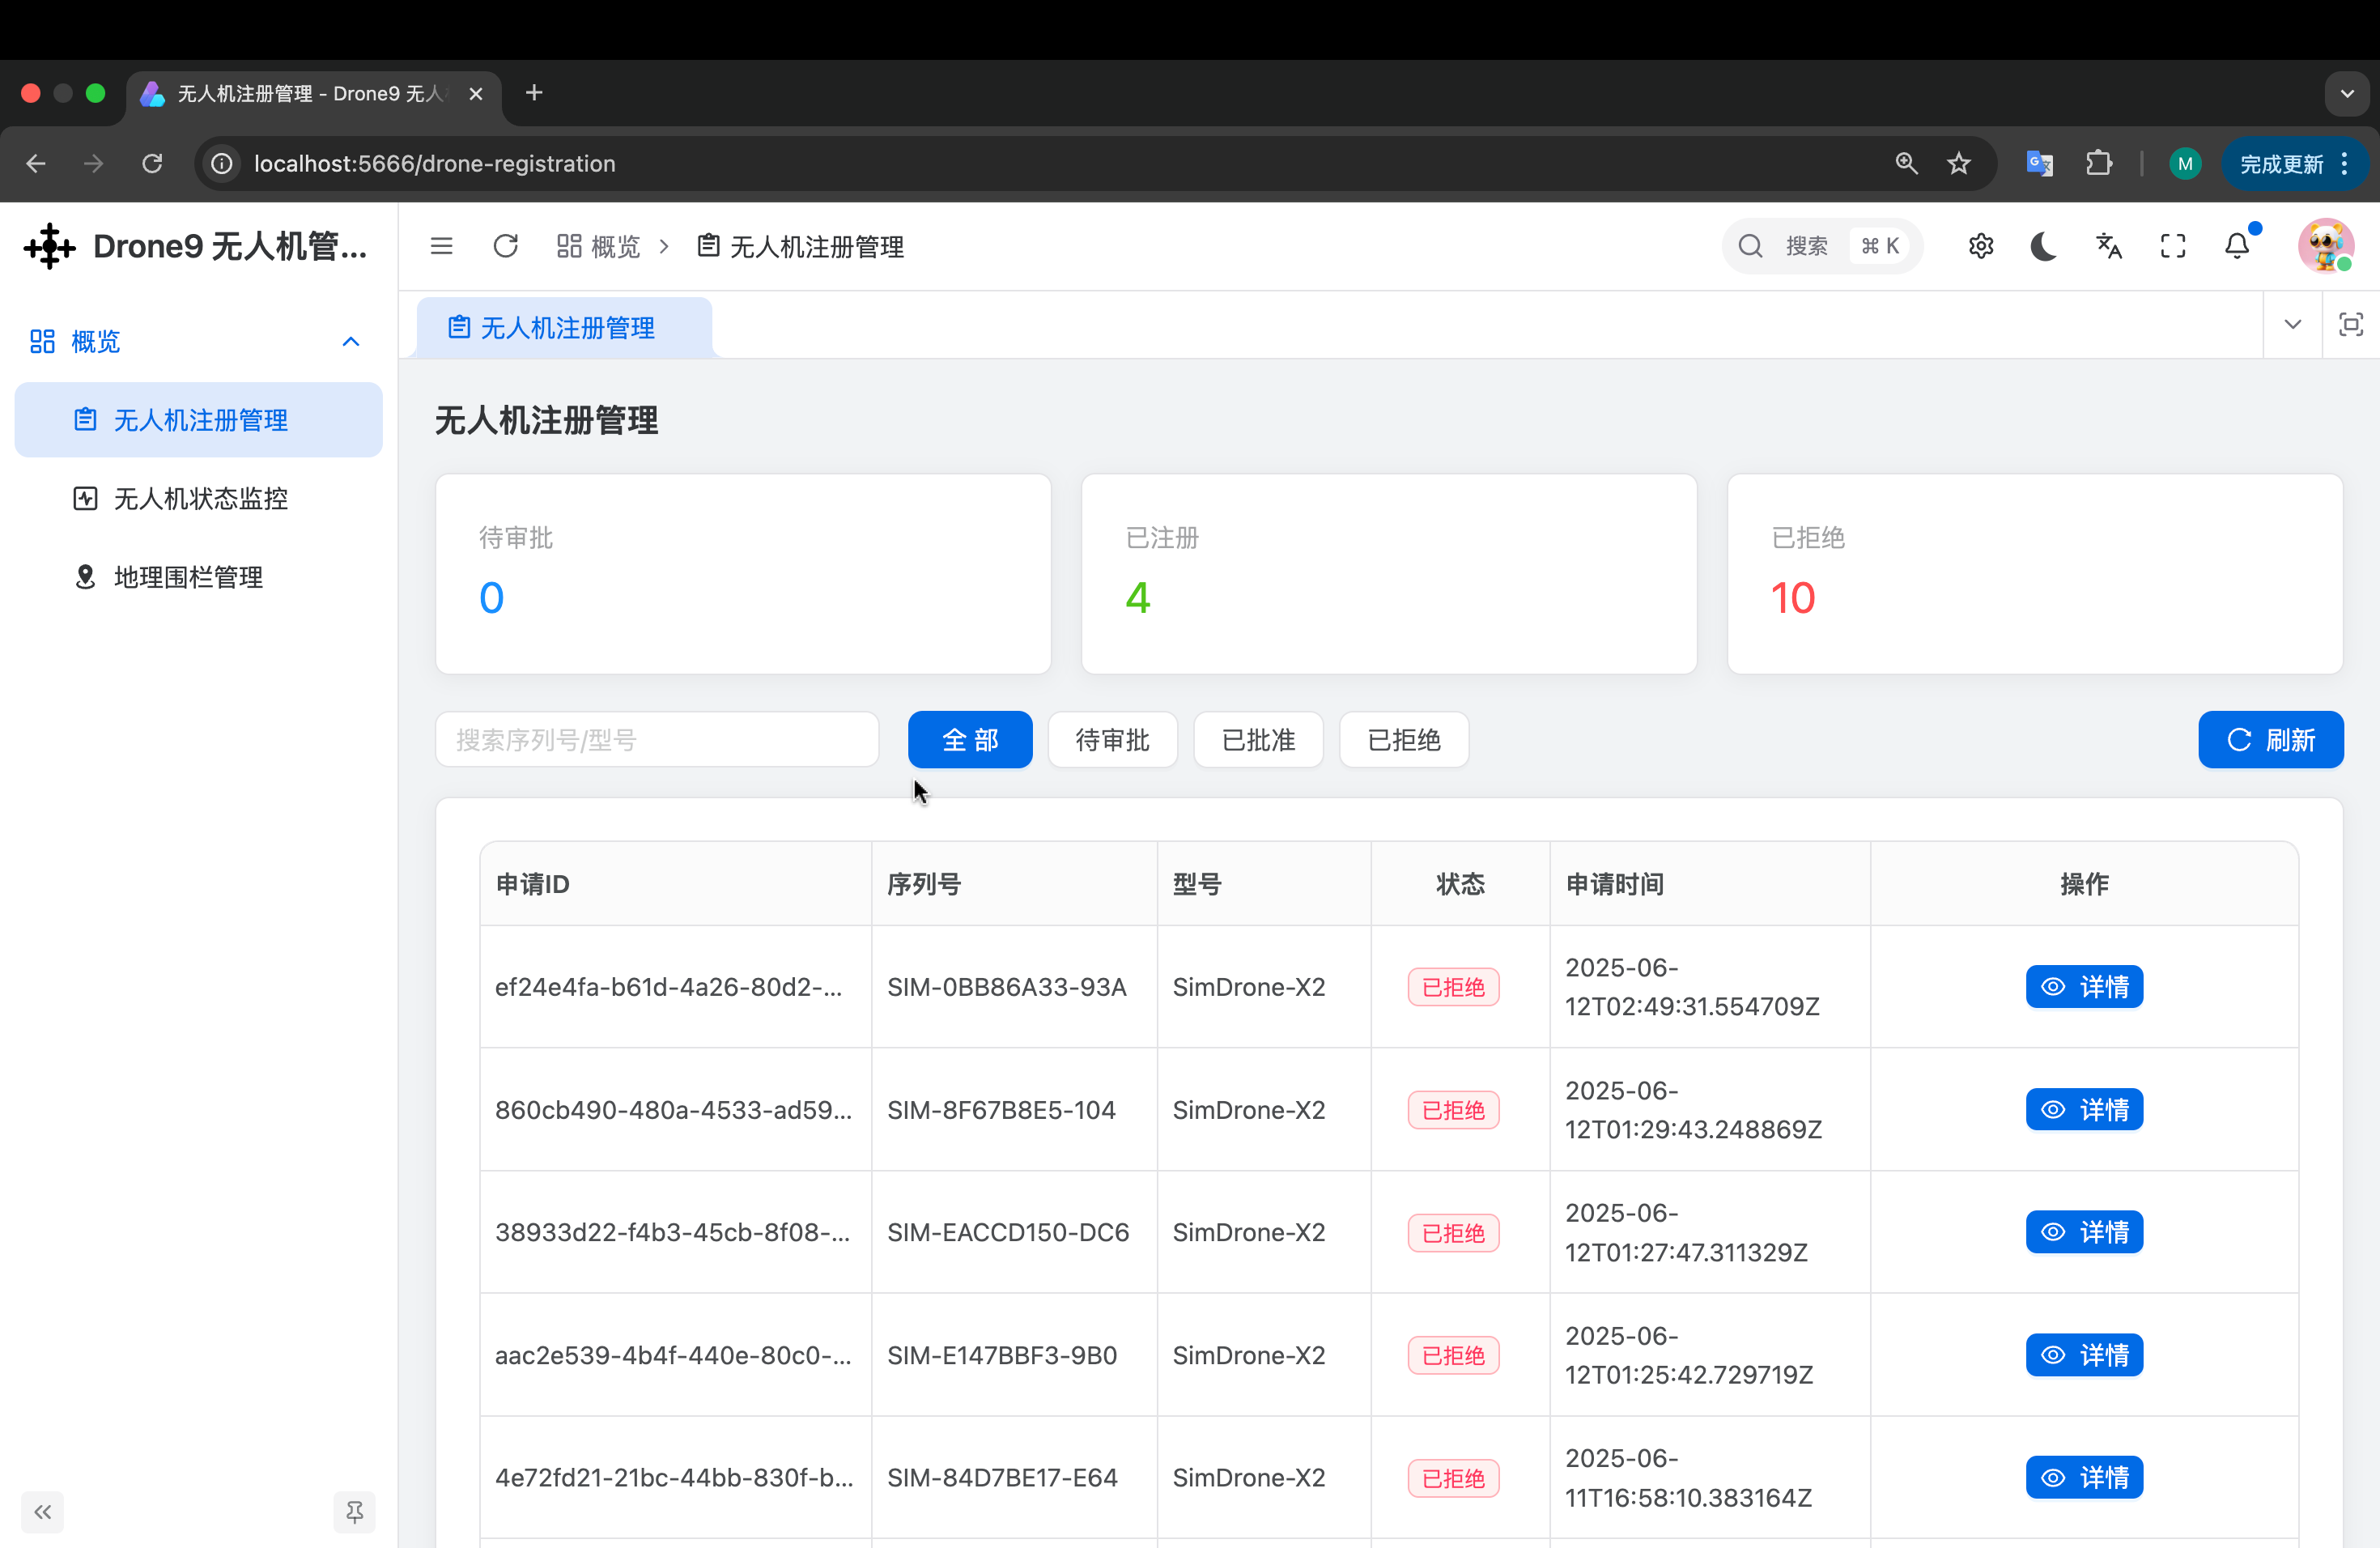 无人机注册管理 - Drone9 无人
localhost:5666/drone-registration
M
完成更新
Drone9 无人机管...
概览
无人机注册管理
搜索
⌘ K
概览
无人机注册管理
无人机状态监控
地理围栏管理
无人机注册管理
无人机注册管理
待审批
0
已注册
4
已拒绝
10
搜索序列号/型号
全 部
待审批
已批准
已拒绝
刷新
申请ID
序列号
型号
状态
申请时间
操作
ef24e4fa-b61d-4a26-80d2-...
SIM-0BB86A33-93A
SimDrone-X2
已拒绝
2025-06-
12T02:49:31.554709Z
详情
860cb490-480a-4533-ad59...
SIM-8F67B8E5-104
SimDrone-X2
已拒绝
2025-06-
12T01:29:43.248869Z
详情
38933d22-f4b3-45cb-8f08-...
SIM-EACCD150-DC6
SimDrone-X2
已拒绝
2025-06-
12T01:27:47.311329Z
详情
aac2e539-4b4f-440e-80c0-...
SIM-E147BBF3-9B0
SimDrone-X2
已拒绝
2025-06-
12T01:25:42.729719Z
详情
4e72fd21-21bc-44bb-830f-b...
SIM-84D7BE17-E64
SimDrone-X2
已拒绝
2025-06-
11T16:58:10.383164Z
详情